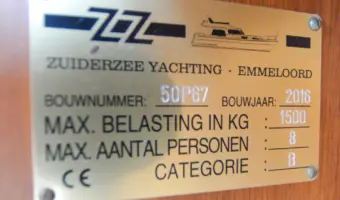 ZZ
ZUIDERZEE YACHTING - EMMELOORD
BOUWNUMMER: 50P67 BOUWJAAR: 2016
MAX. BELASTING IN KG : 1500
MAX. AANTAL PERSONEN : 8
CATEGORIE : B
CE